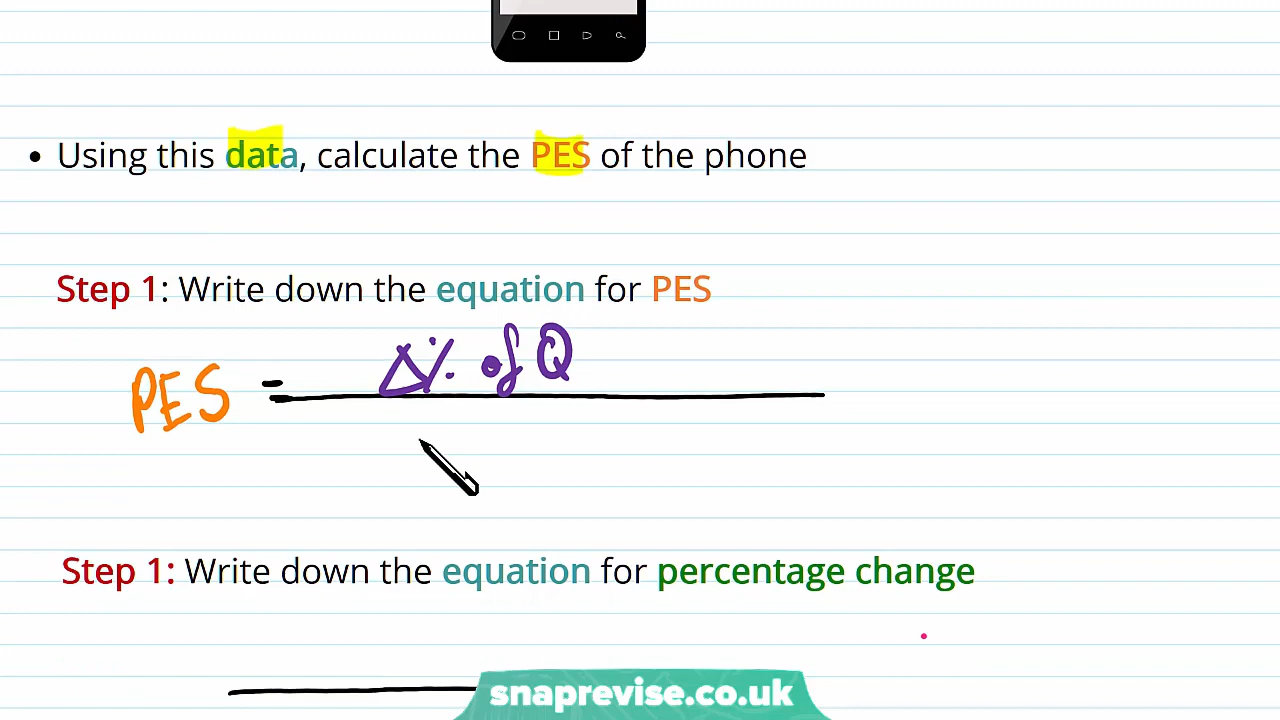 • Using this data, calculate the PES of the phone
Step 1: Write down the equation for PES
Δ% of Q
PES =
Step 1: Write down the equation for percentage change
snaprevise.co.uk